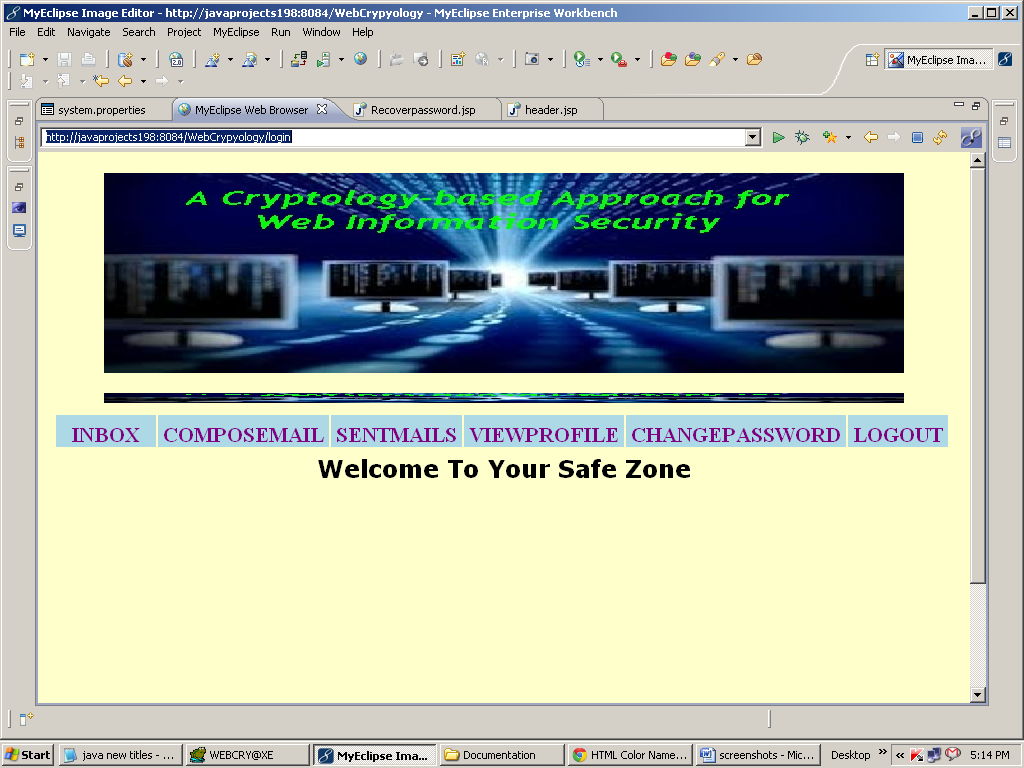 MyEclipse Image Editor - http://javaprojects198:8084/WebCrypyology - MyEclipse Enterprise Workbench
File Edit Navigate Search Project MyEclipse Run Window Help
2.0
MyEclipse Ima...
system.properties MyEclipse Web Browser Recoverpassword.jsp header.jsp
http://javaprojects198:8084/WebCrypyology/login
A Cryptology-based Approach for
Web Information Security
INBOX COMPOSEMAIL SENTMAILS VIEWPROFILE CHANGEPASSWORD LOGOUT
Welcome To Your Safe Zone
Start java new titles - ... WEBCRY@XE MyEclipse Ima... Documentation HTML Color Name... screenshots - Mic... Desktop » « 5:14 PM